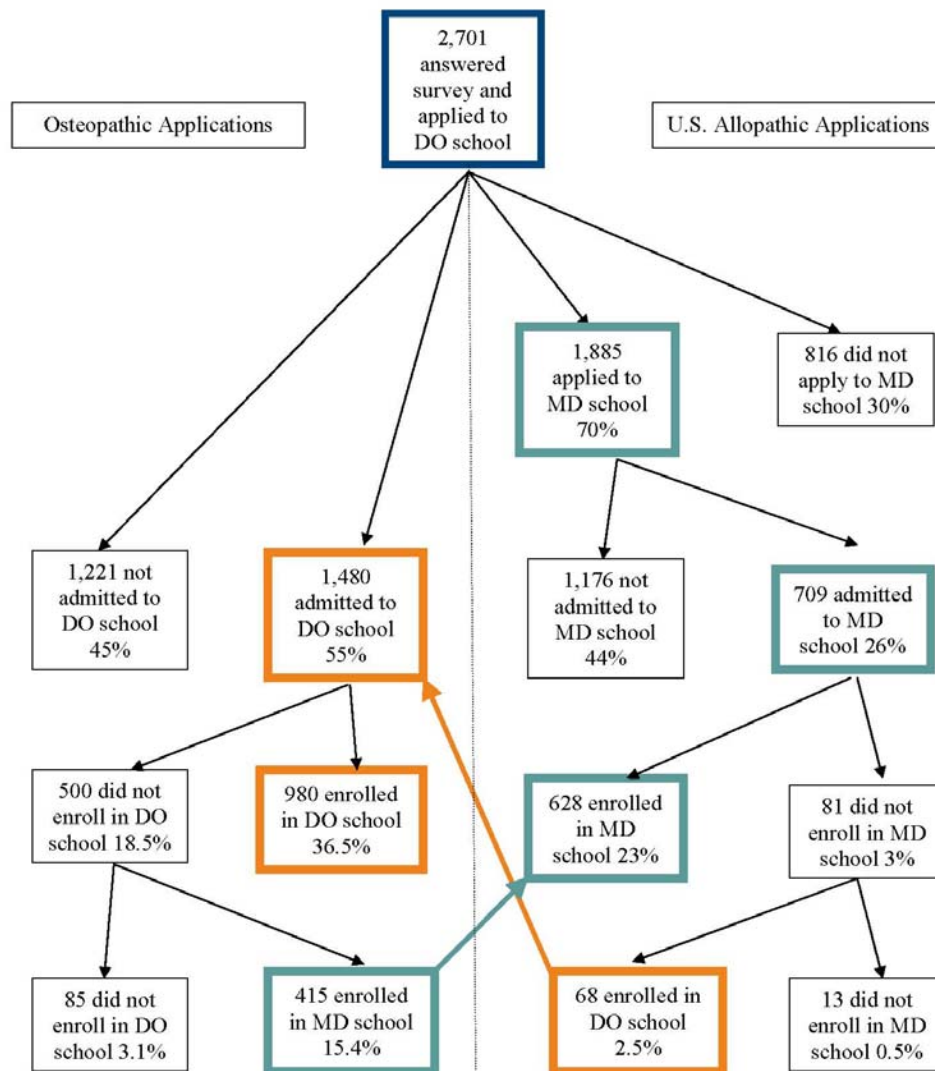 2,701
answered
survey and
applied to
DO school
Osteopathic Applications
U.S. Allopathic Applications
1,885
applied to
MD school
70%
816 did not
apply to MD
school 30%
1,221 not
admitted to
DO school
45%
1,480
admitted to
DO school
55%
1,176 not
admitted to
MD school
44%
709 admitted
to MD
school 26%
500 did not
enroll in DO
school 18.5%
980 enrolled
in DO school
36.5%
628 enrolled
in MD
school 23%
81 did not
enroll in MD
school 3%
85 did not
enroll in DO
school 3.1%
415 enrolled
in MD school
15.4%
68 enrolled in
DO school
2.5%
13 did not
enroll in MD
school 0.5%